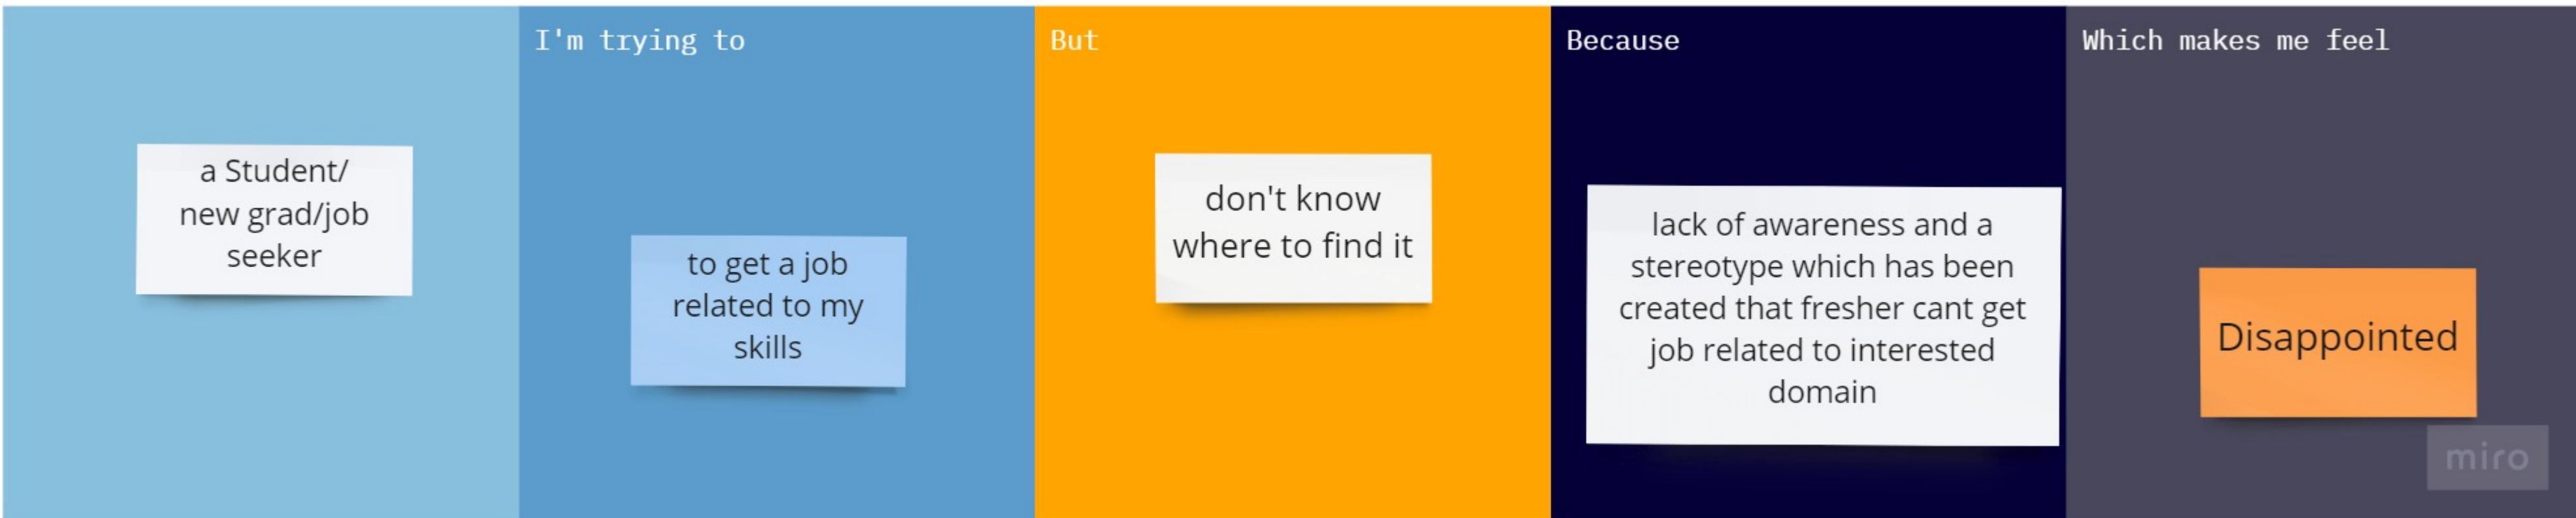 a Student/
new grad/job
seeker
I'm trying to
to get a job
related to my
skills
But
don't know
where to find it
Because
lack of awareness and a
stereotype which has been
created that fresher cant get
job related to interested
domain
Which makes me feel
Disappointed
miro